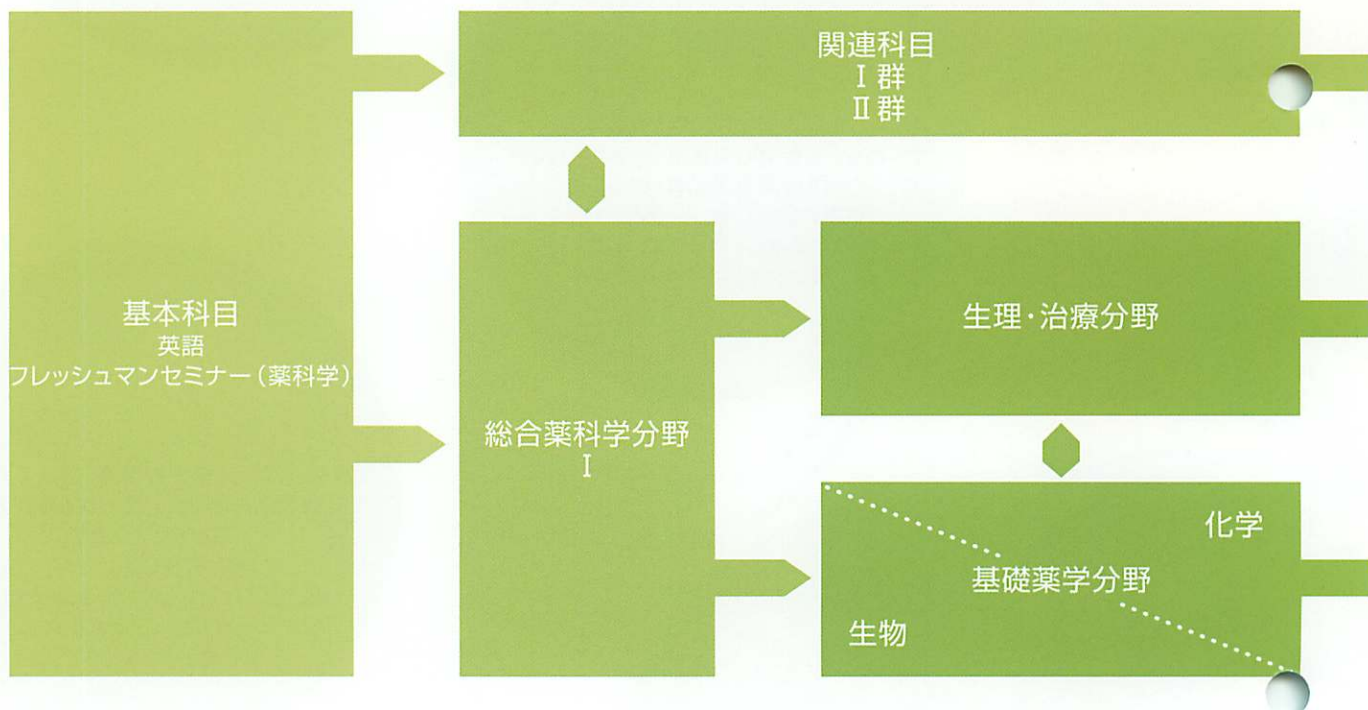 関連科目
Ⅰ群
Ⅱ群
基本科目
英語
フレッシュマンセミナー（薬科学）
総合薬科学分野
Ⅰ
生理・治療分野
化学
基礎薬学分野
生物